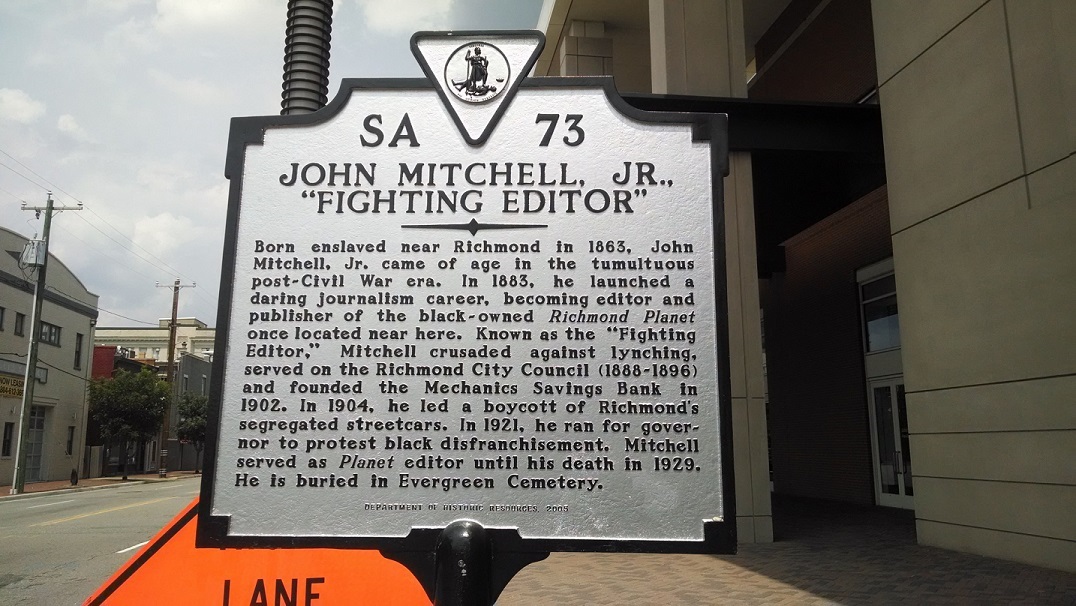 SA 73
JOHN MITCHELL, JR.,
"FIGHTING EDITOR"
Born enslaved near Richmond in 1863, John
Mitchell, Jr. came of age in the tumultuous
post-Civil War era. In 1883, he launched a
daring journalism career, becoming editor and
publisher of the black-owned Richmond Planet
once located near here. Known as the "Fighting
Editor," Mitchell crusaded against lynching,
served on the Richmond City Council (1888-1896)
and founded the Mechanics Savings Bank in
1902. In 1904, he led a boycott of Richmond's
segregated streetcars. In 1921, he ran for gover-
nor to protest black disfranchisement. Mitchell
served as Planet editor until his death in 1929.
He is buried in Evergreen Cemetery.
DEPARTMENT OF HISTORIC RESOURCES, 2005
LANE